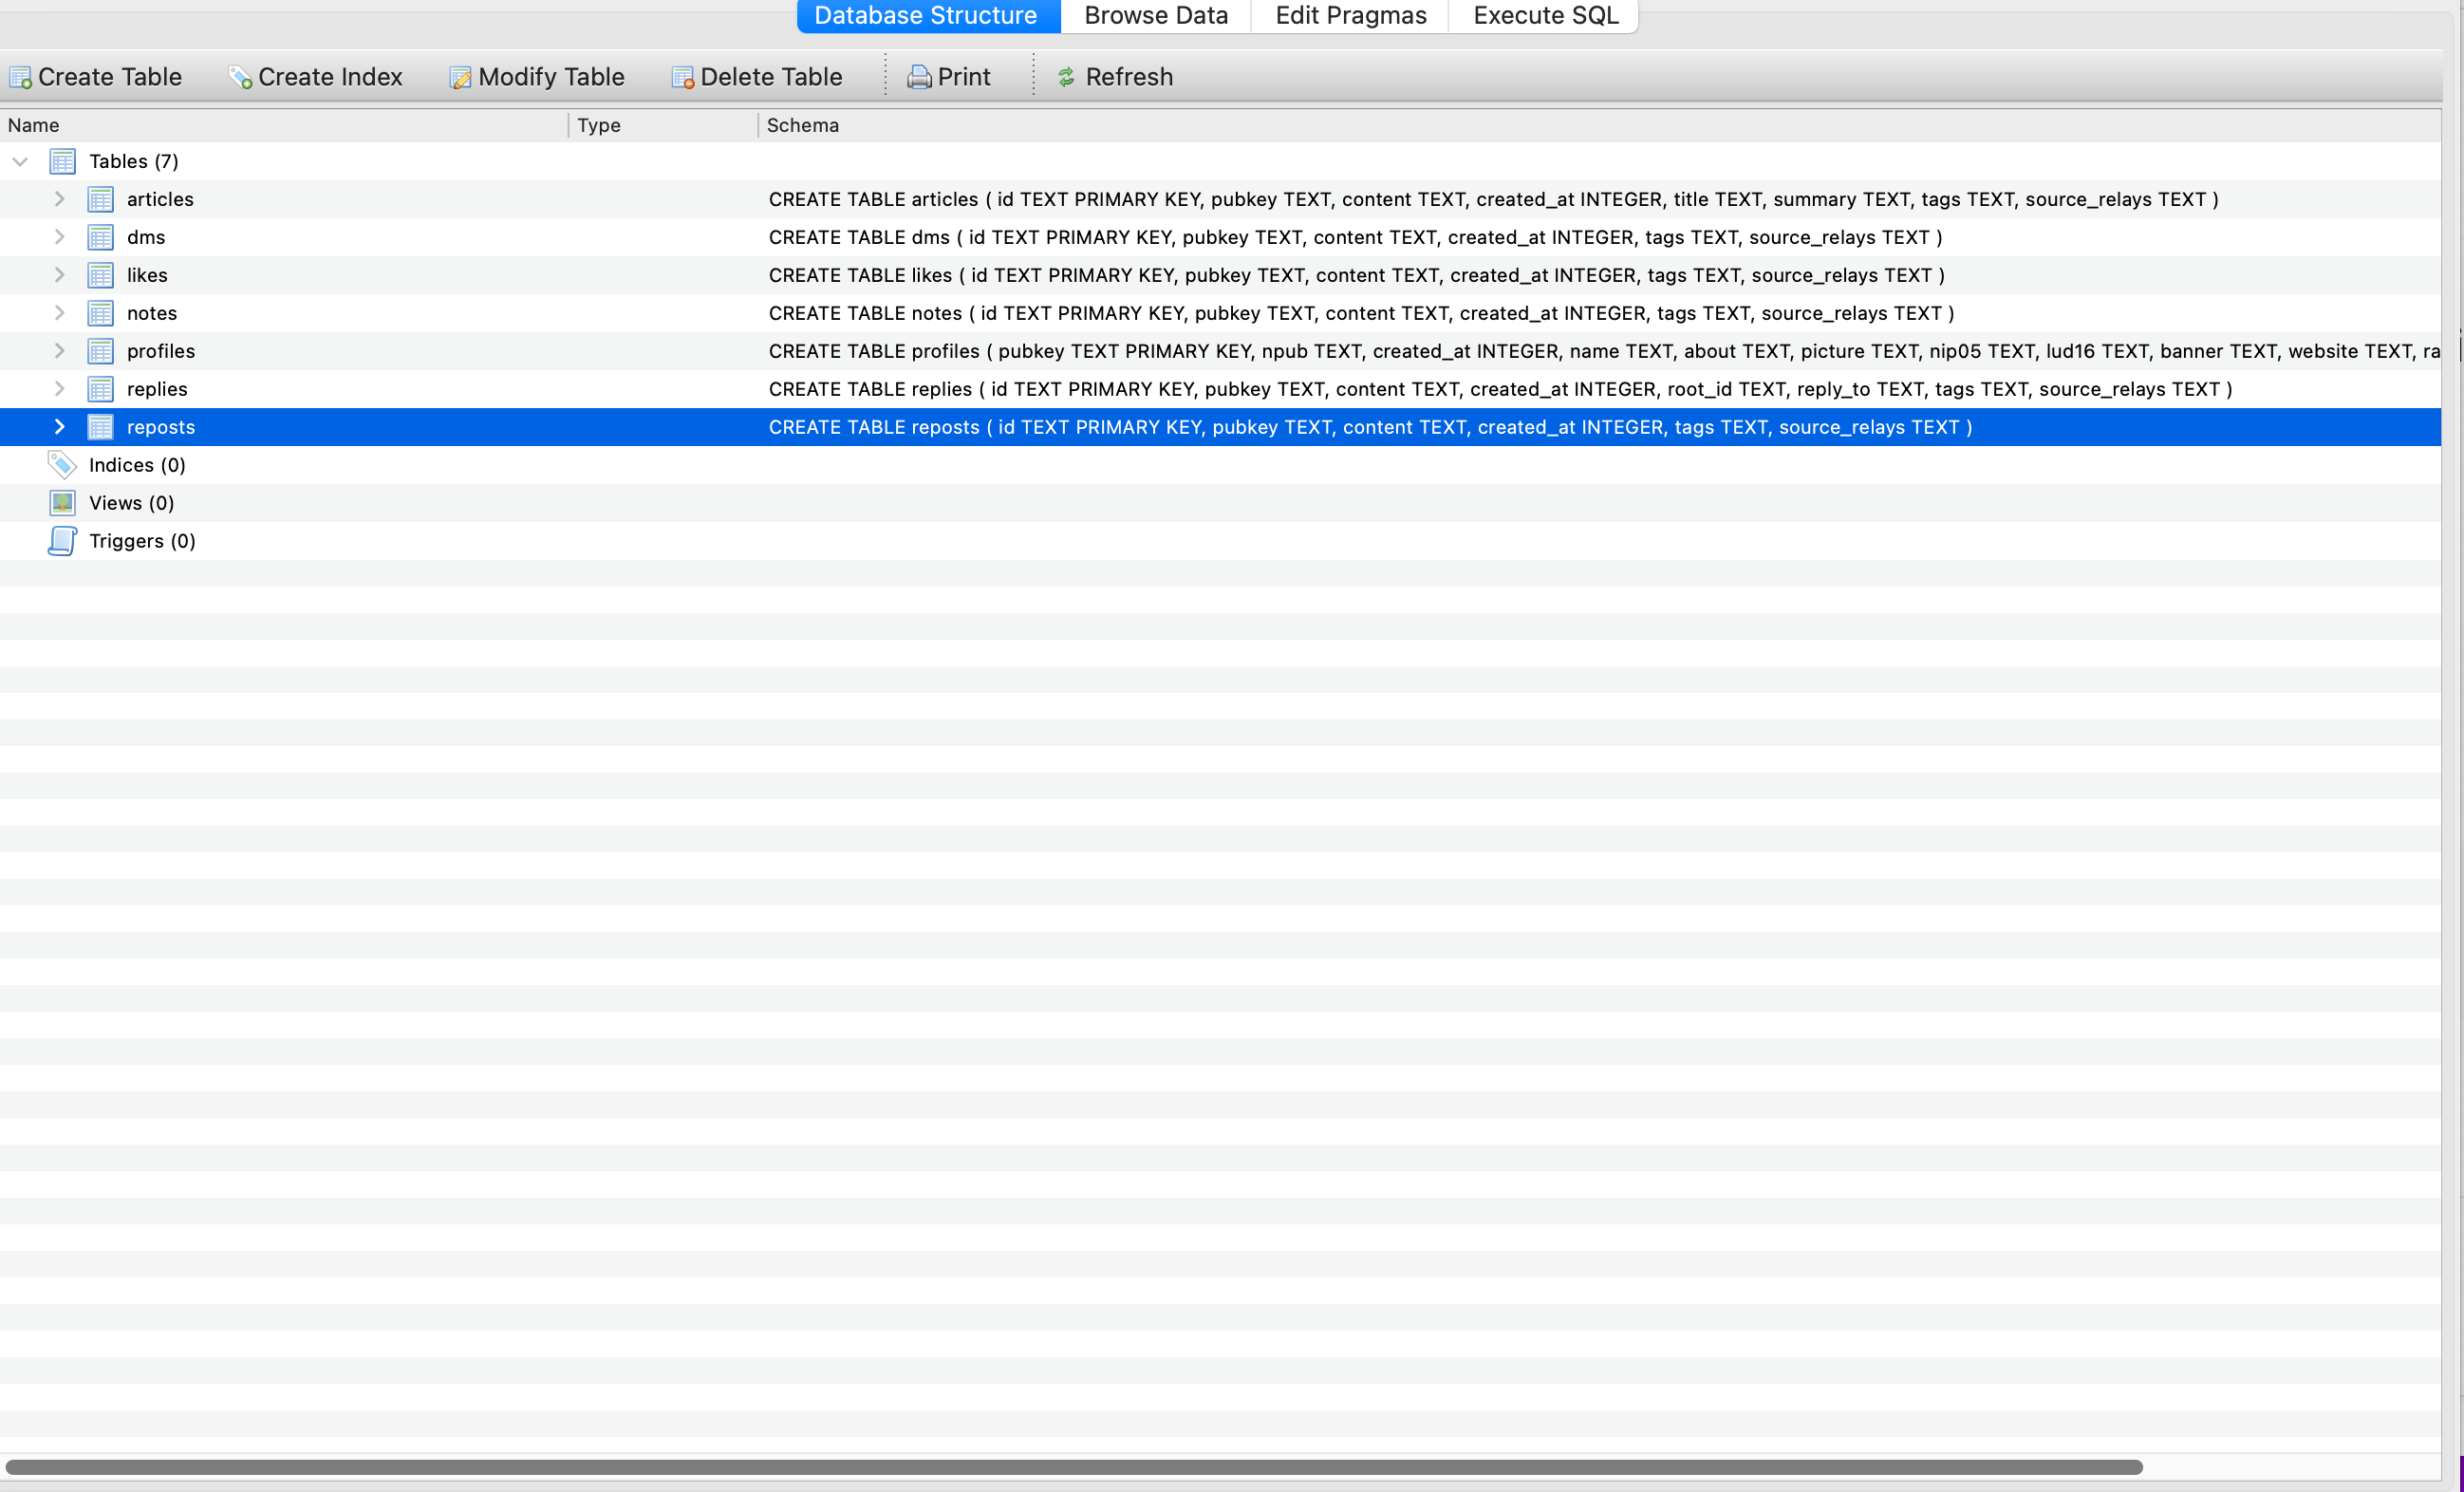 Database Structure Browse Data Edit Pragmas Execute SQL
Create Table Create Index Modify Table Delete Table Print Refresh
Name Type Schema
Tables (7)
articles CREATE TABLE articles ( id TEXT PRIMARY KEY, pubkey TEXT, content TEXT, created_at INTEGER, title TEXT, summary TEXT, tags TEXT, source_relays TEXT )
dms CREATE TABLE dms ( id TEXT PRIMARY KEY, pubkey TEXT, content TEXT, created_at INTEGER, tags TEXT, source_relays TEXT )
likes CREATE TABLE likes ( id TEXT PRIMARY KEY, pubkey TEXT, content TEXT, created_at INTEGER, tags TEXT, source_relays TEXT )
notes CREATE TABLE notes ( id TEXT PRIMARY KEY, pubkey TEXT, content TEXT, created_at INTEGER, tags TEXT, source_relays TEXT )
profiles CREATE TABLE profiles ( pubkey TEXT PRIMARY KEY, npub TEXT, created_at INTEGER, name TEXT, about TEXT, picture TEXT, nip05 TEXT, lud16 TEXT, banner TEXT, website TEXT, ra
replies CREATE TABLE replies ( id TEXT PRIMARY KEY, pubkey TEXT, content TEXT, created_at INTEGER, root_id TEXT, reply_to TEXT, tags TEXT, source_relays TEXT )
reposts CREATE TABLE reposts ( id TEXT PRIMARY KEY, pubkey TEXT, content TEXT, created_at INTEGER, tags TEXT, source_relays TEXT )
Indices (0)
Views (0)
Triggers (0)